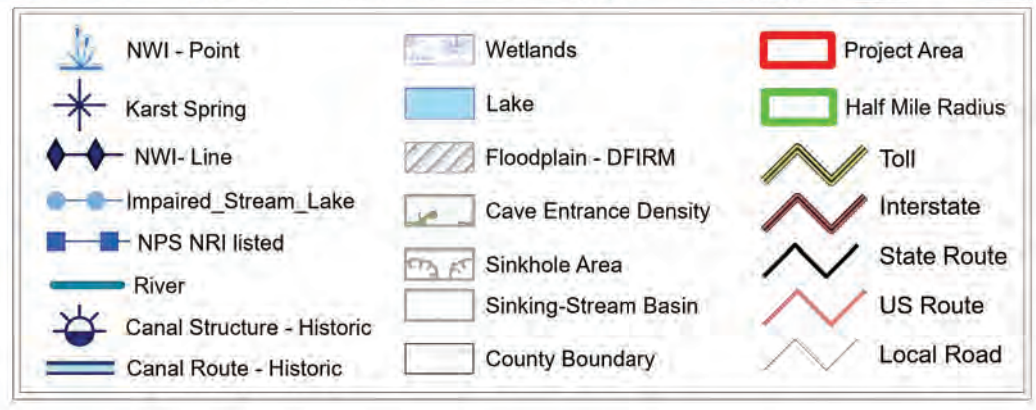 NWI - Point
Karst Spring
NWI- Line
Impaired_Stream_Lake
NPS NRI listed
River
Canal Structure - Historic
Canal Route - Historic
Wetlands
Lake
Floodplain - DFIRM
Cave Entrance Density
Sinkhole Area
Sinking-Stream Basin
County Boundary
Project Area
Half Mile Radius
Toll
Interstate
State Route
US Route
Local Road